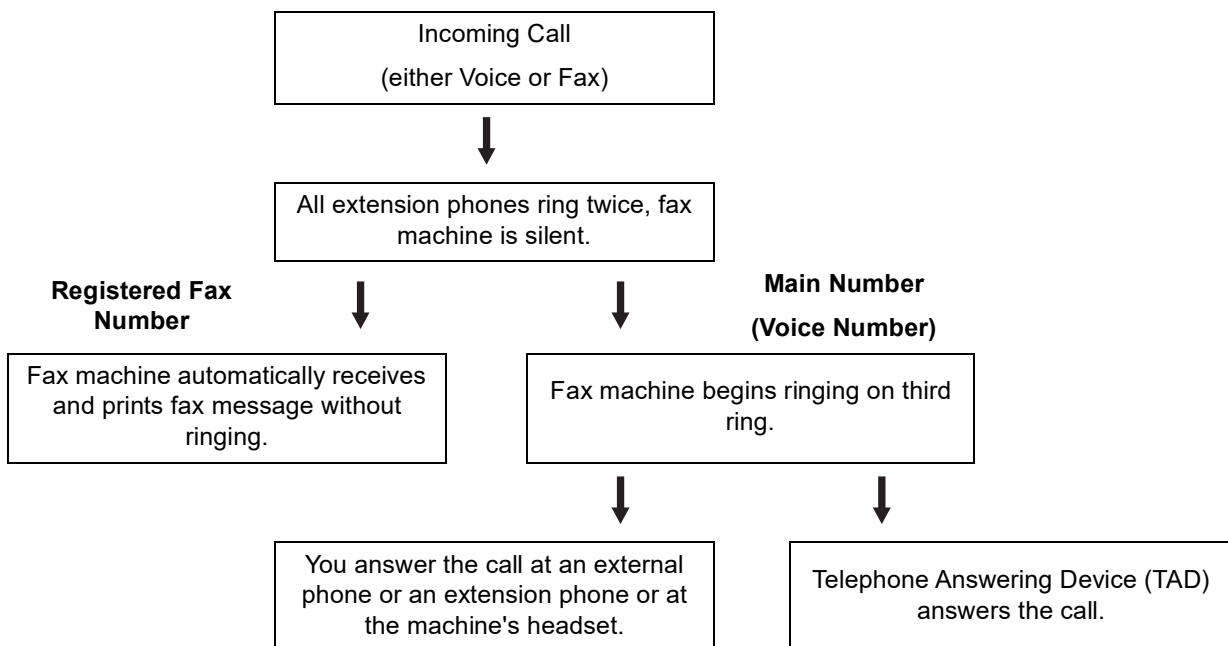 Incoming Call
(either Voice or Fax)
All extension phones ring twice, fax
machine is silent.
Registered Fax
Number
Main Number
(Voice Number)
Fax machine automatically receives
and prints fax message without
ringing.
Fax machine begins ringing on third
ring.
You answer the call at an external
phone or an extension phone or at
the machine's headset.
Telephone Answering Device (TAD)
answers the call.